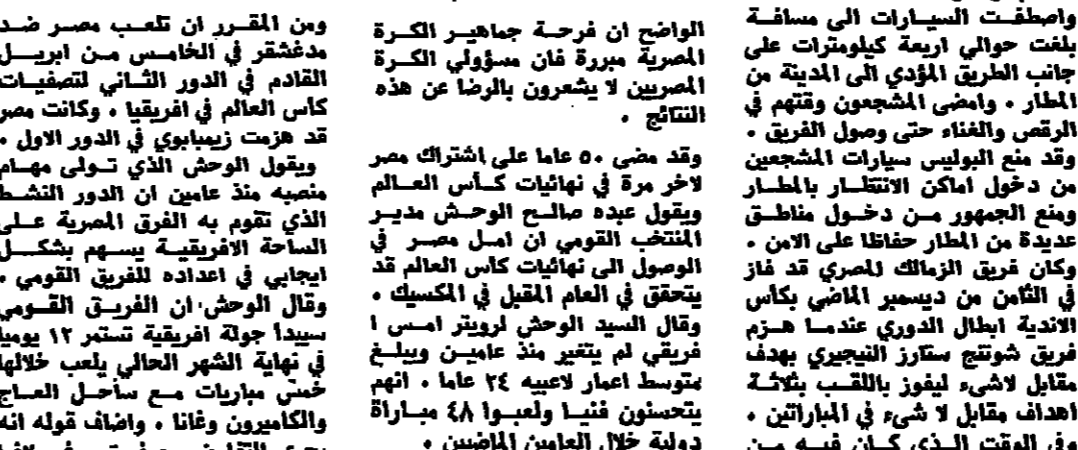 واصطفت السيارات الى مسافة
بلغت حوالي اربعة كيلومترات على
جانب الطريق المؤدي الى المدينة من
المطار . وامضى المشجعون وقتهم في
الرقص والغناء حتى وصول الفريق .
وقد منع البوليس سيارات المشجعين
من دخول اماكن الانتظار بالمطار
ومنع الجمهور من دخول مناطق
عديدة من المطار حفاظا على الامن .
وكان فريق الزمالك المصري قد فاز
في الثامن من ديسمبر الماضي بكأس
الاندية ابطال الدوري عندما هزم
فريق شوتنج ستارز النيجيري بهدف
مقابل لاشيء ليفوز باللقب بثلاثة
اهداف مقابل لا شيء في المباراتين .
وفي الوقت الذي كان فيه من
الواضح ان فرحة جماهير الكرة
المصرية مبررة فان مسؤولي الكرة
المصريين لا يشعرون بالرضا عن هذه
النتائج .
وقد مضى ٥٠ عاما على اشتراك مصر
لاخر مرة في نهائيات كأس العالم
ويقول عبده صالح الوحش مدير
المنتخب القومي ان امل مصر في
الوصول الى نهائيات كاس العالم قد
يتحقق في العام المقبل في المكسيك .
وقال السيد الوحش لرويتر امس ا
فريقي لم يتغير منذ عامين ويبلغ
متوسط اعمار لاعبيه ٢٤ عاما . انهم
يتحسنون فنيا ولعبوا ٤٨ مباراة
دولية خلال العامين الماضيين .
ومن المقرر ان تلعب مصر ضد
مدغشقر في الخامس من ابريل
القادم في الدور الثاني لتصفيات
كأس العالم في افريقيا . وكانت مصر
قد هزمت زيمبابوي في الدور الاول .
ويقول الوحش الذي تولى مهام
منصبه منذ عامين ان الدور النشط
الذي تقوم به الفرق المصرية على
الساحة الافريقية يسهم بشكل
ايجابي في اعداده للفريق القومي .
وقال الوحش ان الفريق القومي
سيبدا جولة افريقية تستمر ١٢ يوميا
في نهاية الشهر الحالي يلعب خلالها
خمس مباريات مع ساحل العاج
والكاميرون وغانا . واضاف قوله انه